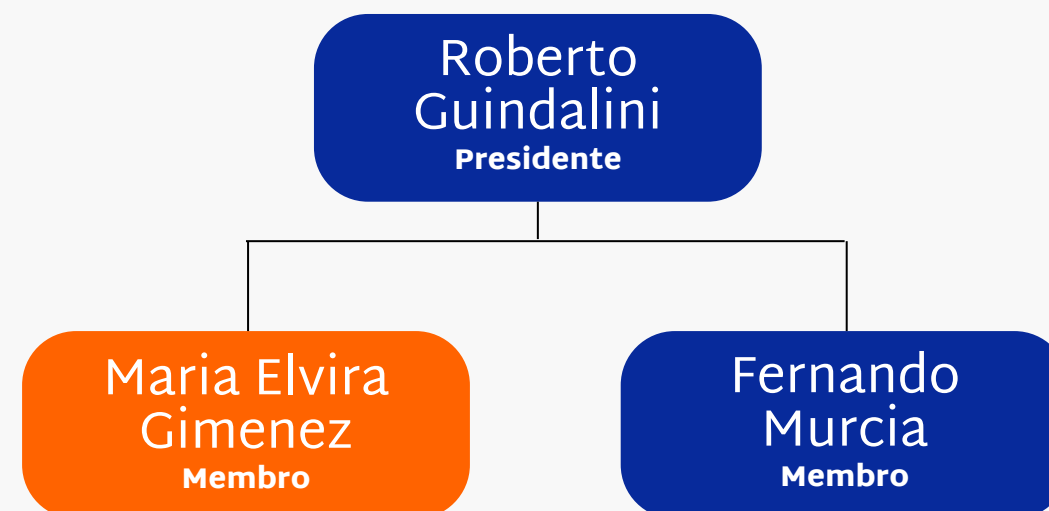 Roberto
Guindalini
Presidente
Maria Elvira
Gimenez
Membro
Fernando
Murcia
Membro